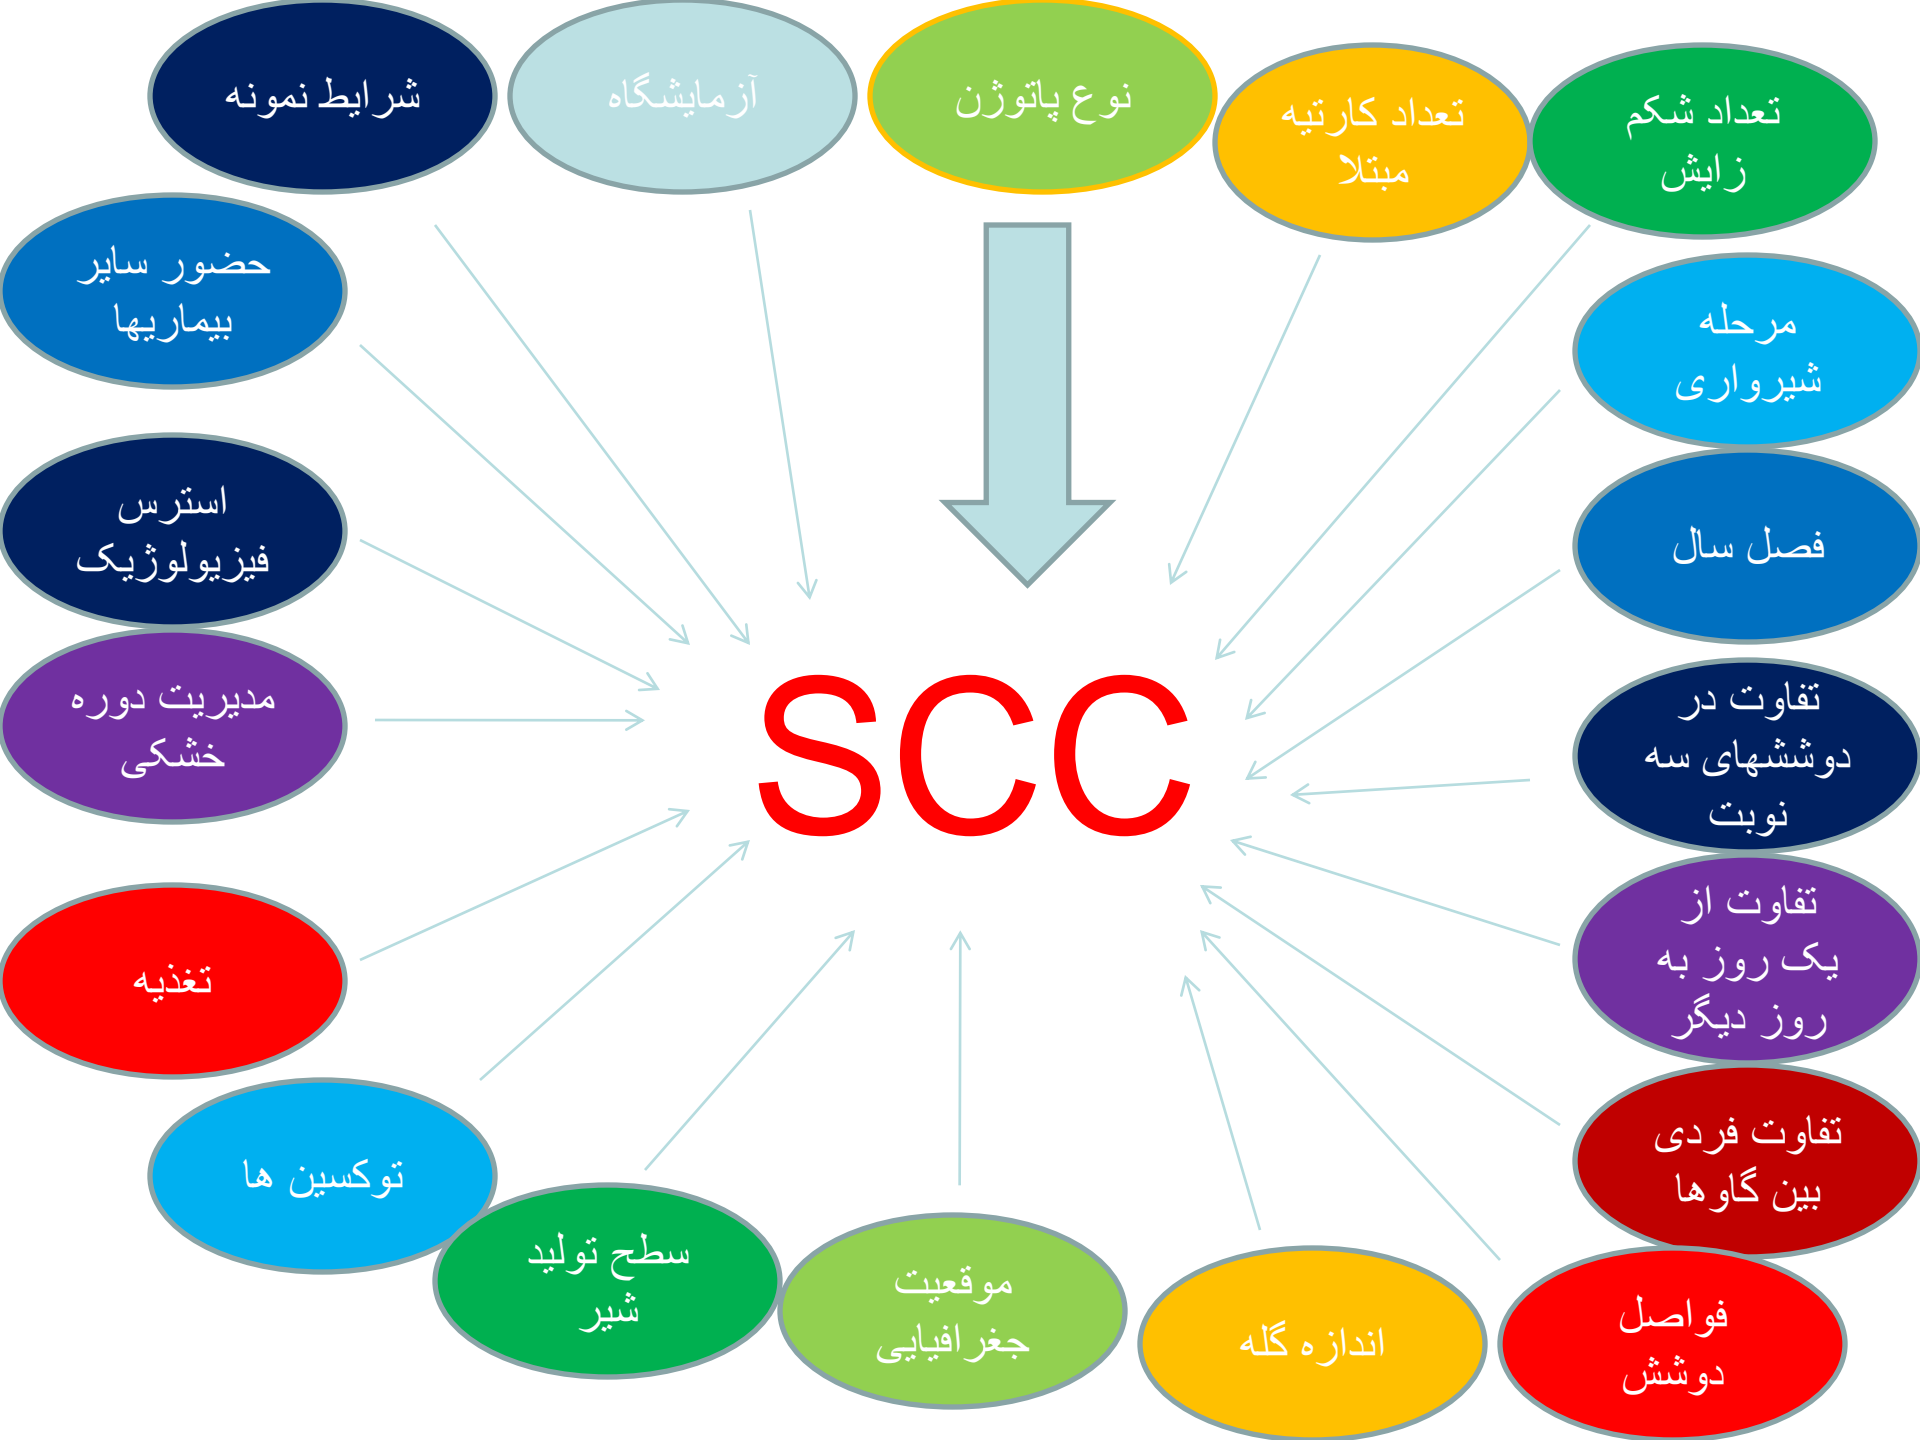 شرایط نمونه
آزمایشگاه
نوع پاتوژن
تعداد کارتیه
مبتلا
تعداد شکم
زایش
حضور سایر
بیماریها
مرحله
شیرواری
استرس
فیزیولوژیک
فصل سال
مدیریت دوره
خشکی
SCC
تفاوت در
دوششهای سه
نوبت
تغذیه
تفاوت از
یک روز به
روز دیگر
توکسین ها
تفاوت فردی
بین گاوها
سطح تولید
شیر
موقعیت
جغرافیایی
اندازه گله
فواصل
دوشش